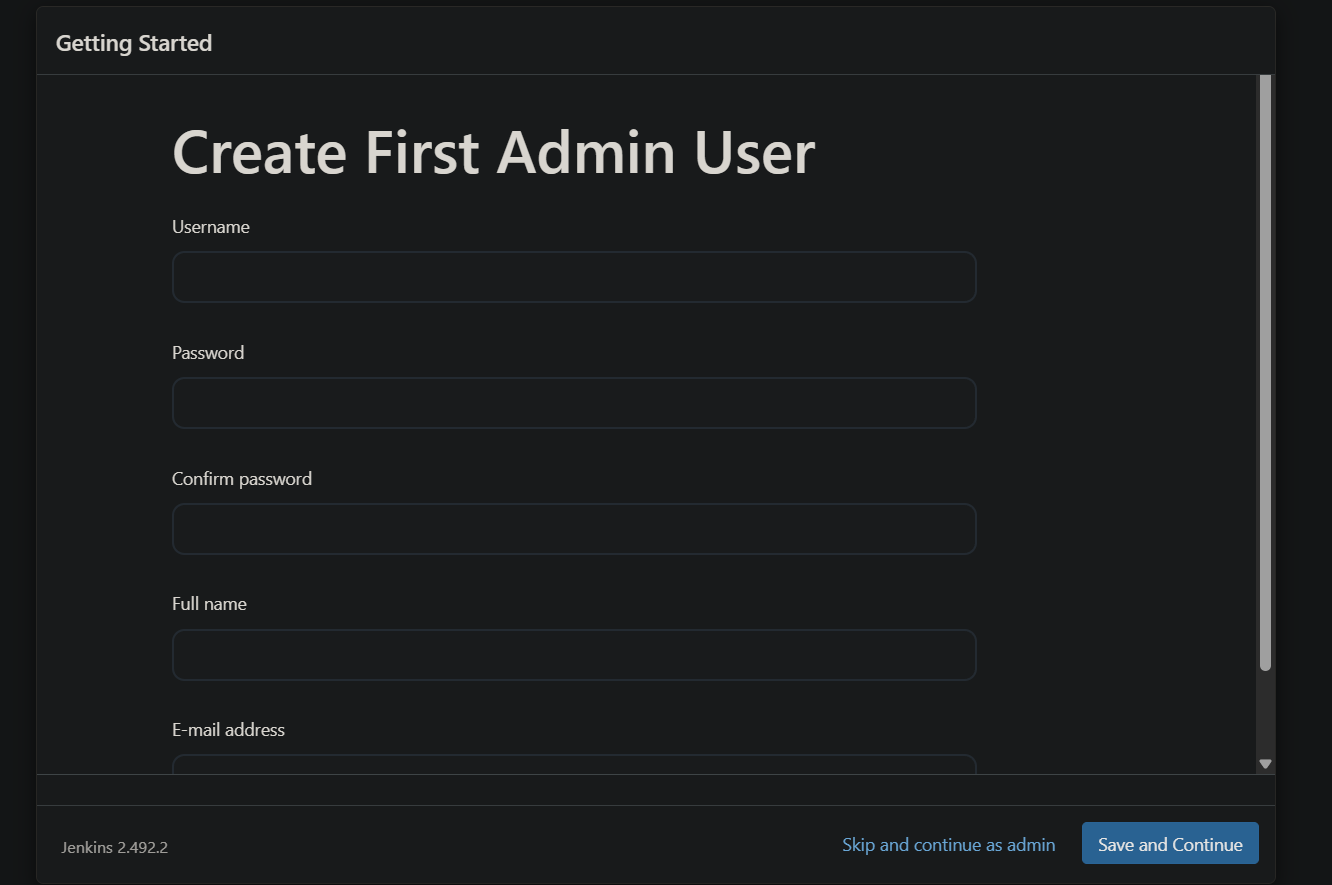 Getting Started
Create First Admin User
Username
Password
Confirm password
Full name
E-mail address
Jenkins 2.492.2
Skip and continue as admin
Save and Continue